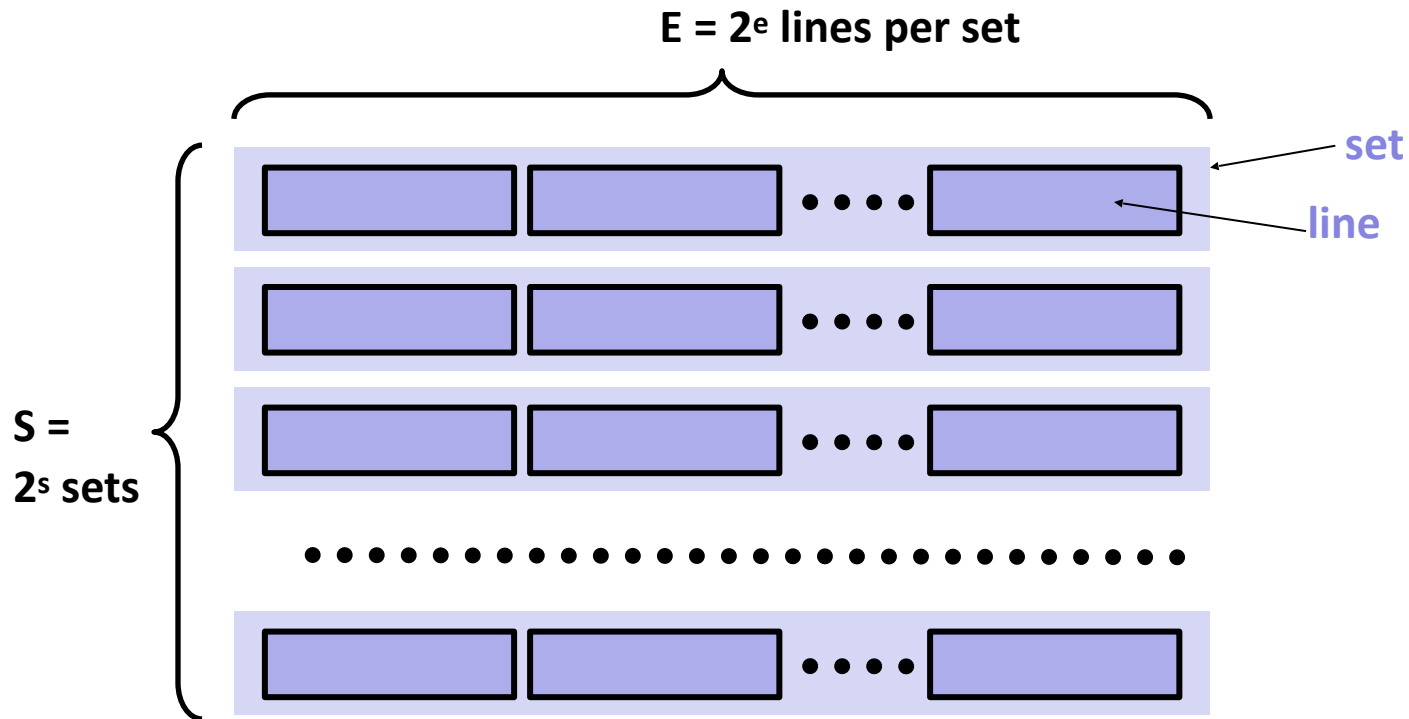 E = 2ᵉ lines per set
set
line
S =
2ˢ sets